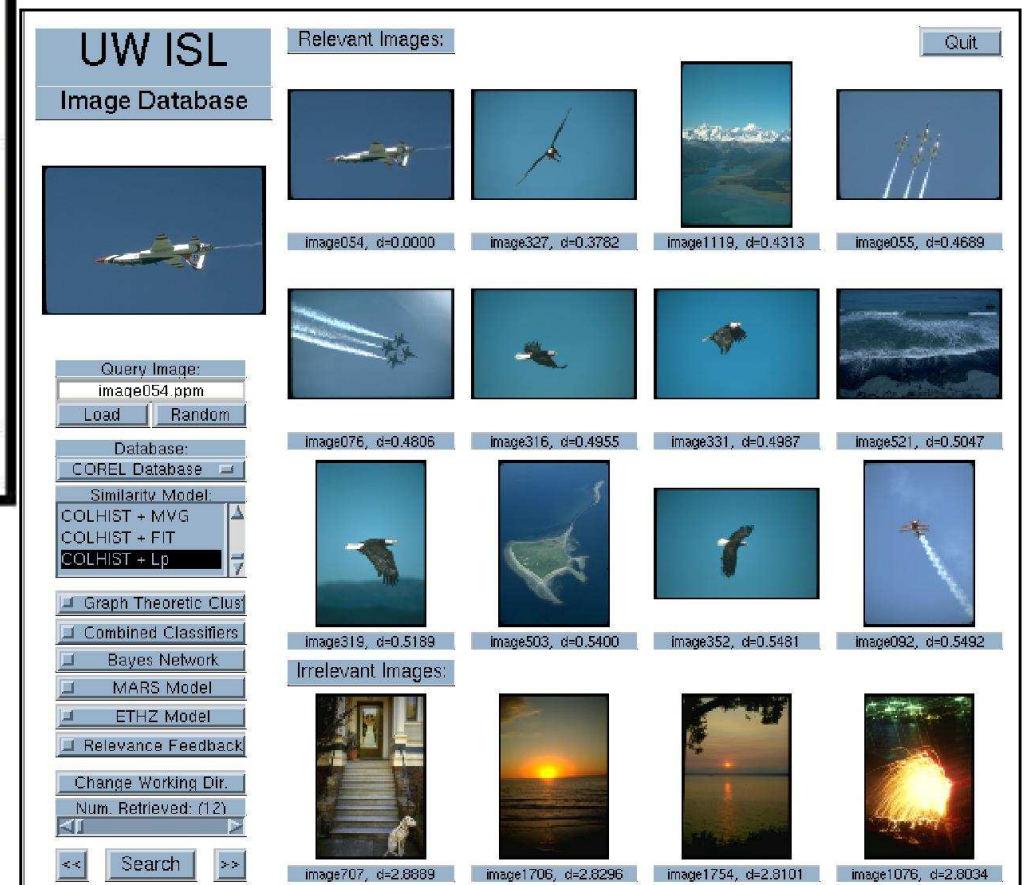 UW ISL
Image Database
Query Image:
image054.ppm
Load Random
Database:
COREL Database
Similarity Model:
COLHIST + MVG
COLHIST + FIT
COLHIST + Lp
Graph Theoretic Clust
Combined Classifiers
Bayes Network
MARS Model
ETHZ Model
Relevance Feedback
Change Working Dir.
Num. Retrieved: (12)
<< Search >>
Relevant Images:
Quit
image054, d=0.0000 image327, d=0.3782 image1119, d=0.4313 image055, d=0.4689
image076, d=0.4806 image316, d=0.4955 image331, d=0.4987 image521, d=0.5047
image319, d=0.5189 image503, d=0.5400 image352, d=0.5481 image092, d=0.5492
Irrelevant Images:
image707, d=2.8889 image1706, d=2.8296 image1754, d=2.8101 image1076, d=2.8034